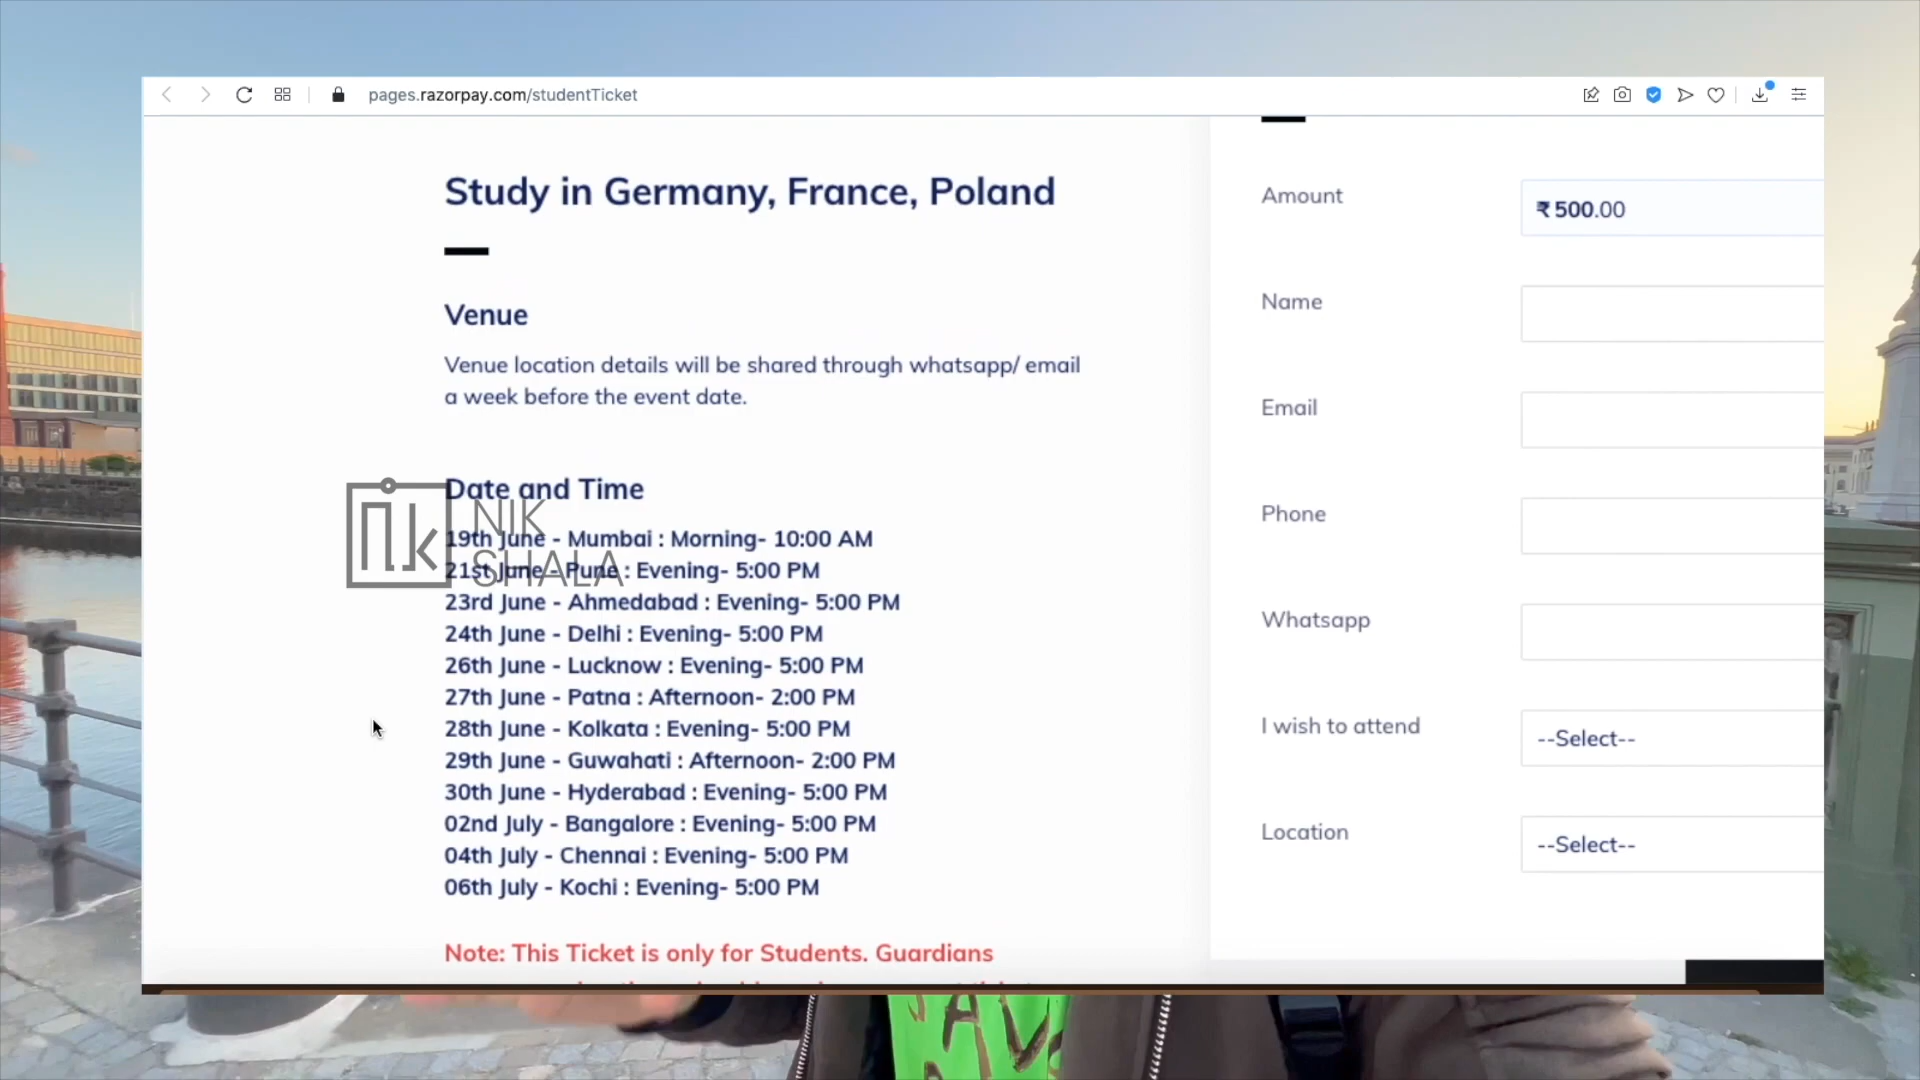 pages.razorpay.com/studentTicket
Study in Germany, France, Poland
Venue
Venue location details will be shared through whatsapp/ email
a week before the event date.
Date and Time
NIK
SHALA
19th June - Mumbai : Morning- 10:00 AM
21st June - Pune : Evening- 5:00 PM
23rd June - Ahmedabad : Evening- 5:00 PM
24th June - Delhi : Evening- 5:00 PM
26th June - Lucknow : Evening- 5:00 PM
27th June - Patna : Afternoon- 2:00 PM
28th June - Kolkata : Evening- 5:00 PM
29th June - Guwahati : Afternoon- 2:00 PM
30th June - Hyderabad : Evening- 5:00 PM
02nd July - Bangalore : Evening- 5:00 PM
04th July - Chennai : Evening- 5:00 PM
06th July - Kochi : Evening- 5:00 PM
Note: This Ticket is only for Students. Guardians
Amount
₹ 500.00
Name
Email
Phone
Whatsapp
I wish to attend
--Select--
Location
--Select--